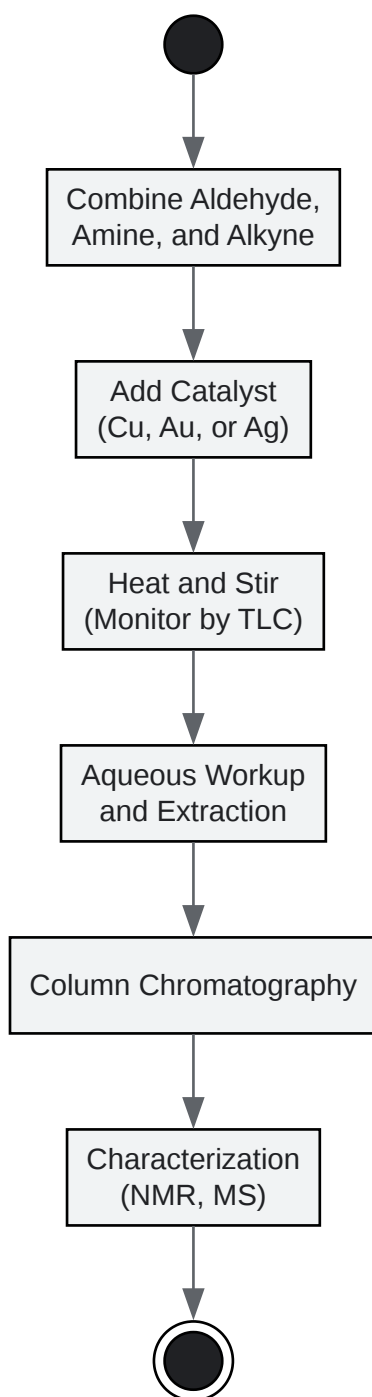 Combine Aldehyde,
Amine, and Alkyne
Add Catalyst
(Cu, Au, or Ag)
Heat and Stir
(Monitor by TLC)
Aqueous Workup
and Extraction
Column Chromatography
Characterization
(NMR, MS)